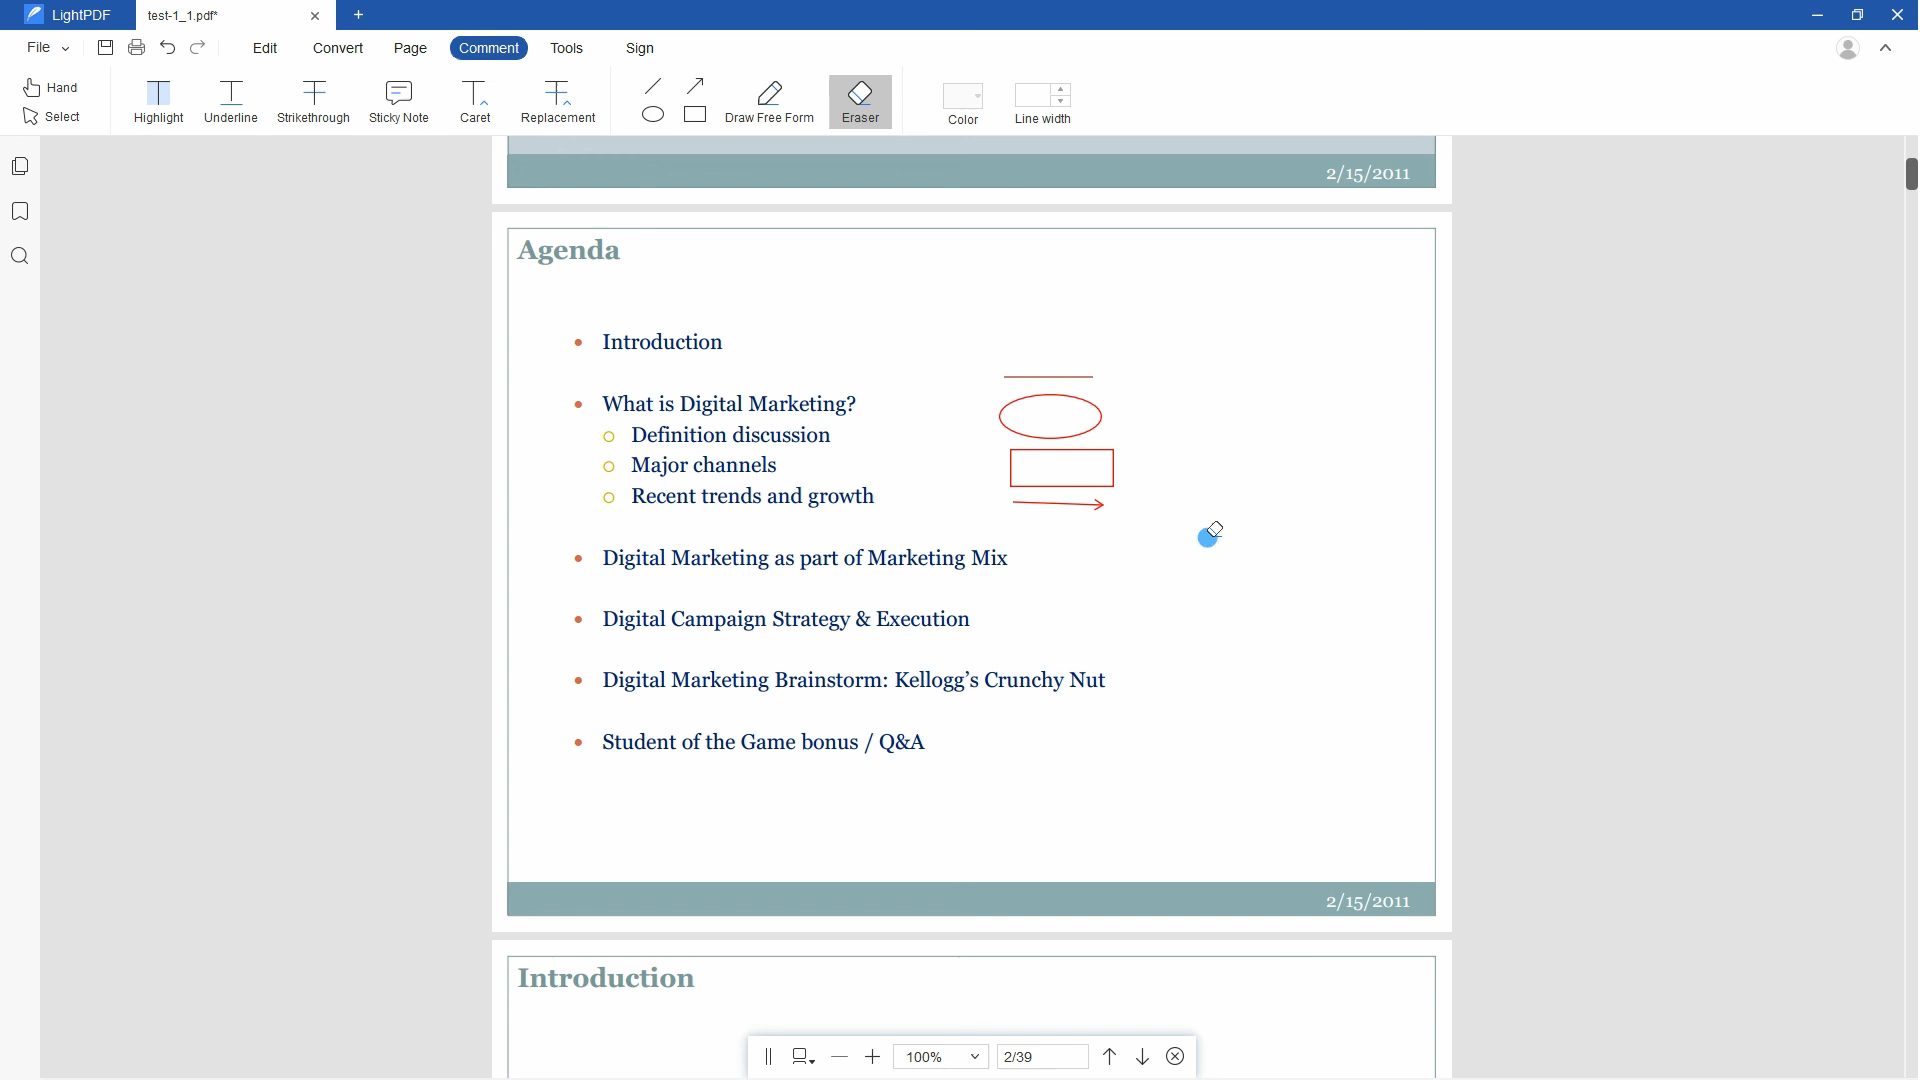 LightPDF
test-1_1.pdf*
File
Edit
Convert
Page
Comment
Tools
Sign
Hand
Select
Highlight
Underline
Strikethrough
Sticky Note
Caret
Replacement
Draw Free Form
Eraser
Color
Line width
2/15/2011
Agenda
• Introduction
• What is Digital Marketing?
Definition discussion
Major channels
Recent trends and growth
• Digital Marketing as part of Marketing Mix
• Digital Campaign Strategy & Execution
• Digital Marketing Brainstorm: Kellogg’s Crunchy Nut
• Student of the Game bonus / Q&A
2/15/2011
Introduction
100%
2/39